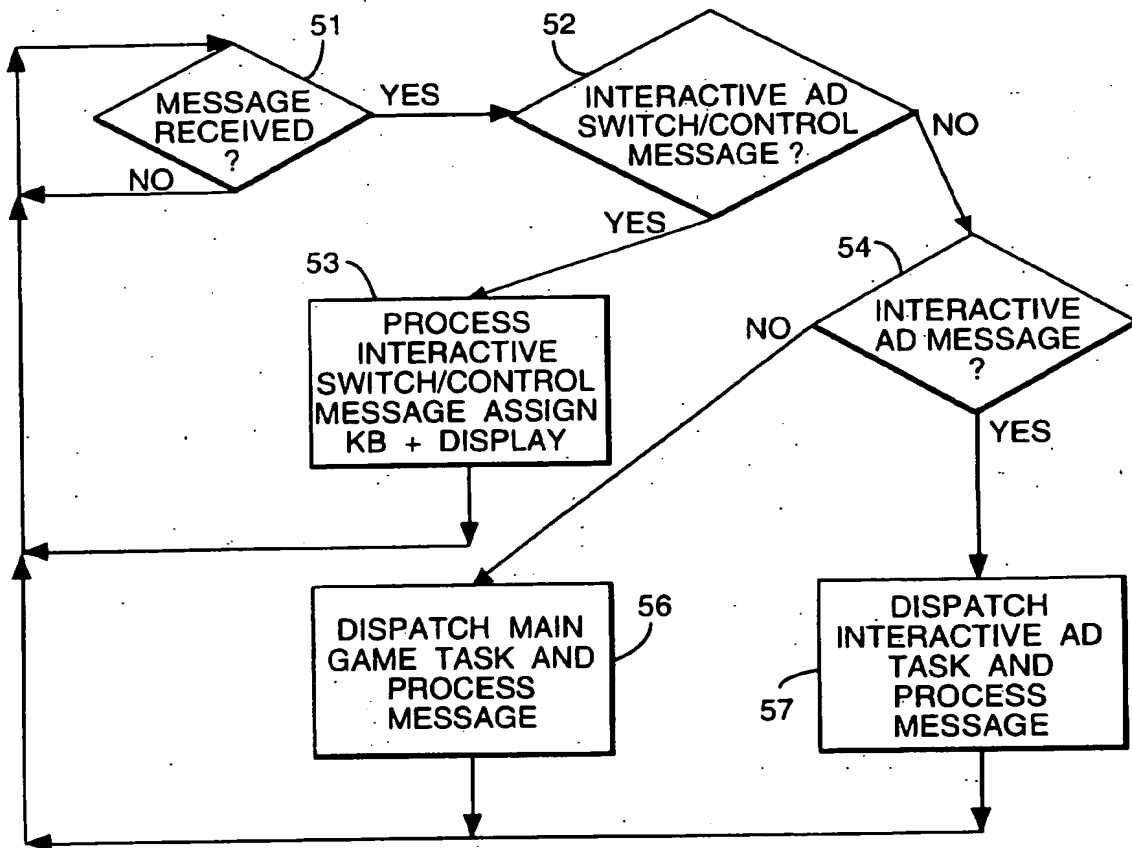 51
MESSAGE
RECEIVED
?
YES
NO
52
INTERACTIVE AD
SWITCH/CONTROL
MESSAGE ?
NO
YES
53
PROCESS
INTERACTIVE
SWITCH/CONTROL
MESSAGE ASSIGN
KB + DISPLAY
54
INTERACTIVE
AD MESSAGE
?
NO
YES
DISPATCH MAIN
GAME TASK AND
PROCESS
MESSAGE
56
DISPATCH
INTERACTIVE AD
TASK AND
PROCESS
MESSAGE
57